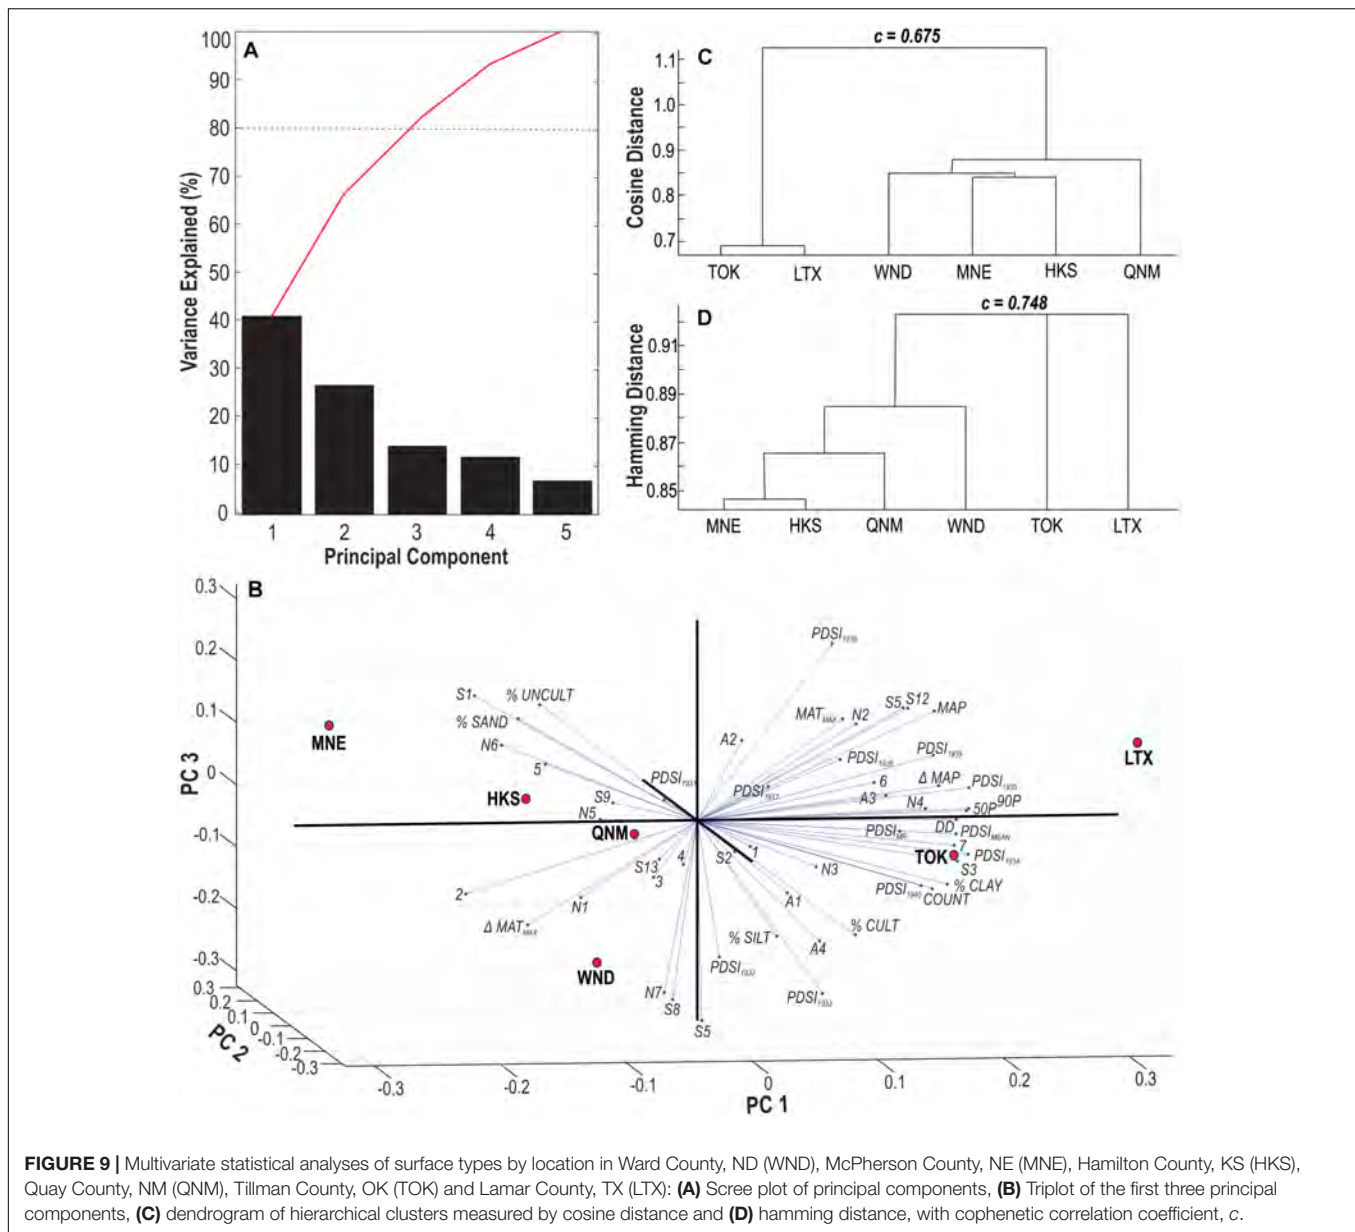 A
100
90
80
70
60
50
40
30
20
10
0
Variance Explained (%)
1 2 3 4 5
Principal Component
C
c = 0.675
1.1
1.0
0.9
0.8
0.7
Cosine Distance
TOK LTX WND MNE HKS QNM
D
c = 0.748
0.91
0.89
0.87
0.85
Hamming Distance
MNE HKS QNM WND TOK LTX
B
0.3
0.2
0.1
0
-0.1
-0.2
-0.3
PC 3
0.3
0.2
0.1
0
-0.1
-0.2
-0.3
PC 2
-0.3 -0.2 -0.1 0 0.1 0.2 0.3
PC 1
PDSI
S1
% UNCULT
% SAND
MNE
N6
5
HKS
S9
N5
QNM
PDSI
A2
MAT
N2
S5
S12
MAP
PDSI
PDSI1939
LTX
PDSI
6
Δ MAP
PDSI
A3
N4
50P
90P
PDSI
DD
PDSIMEAN
7
TOK
PDSI1934
S3
S2
1
N3
4
S13
3
2
N1
Δ MATMAX
A1
PDSI1940
COUNT
% CLAY
% CULT
% SILT
A4
WND
PDSI
N7
S8
S5
PDSI
FIGURE 9 | Multivariate statistical analyses of surface types by location in Ward County, ND (WND), McPherson County, NE (MNE), Hamilton County, KS (HKS),
Quay County, NM (QNM), Tillman County, OK (TOK) and Lamar County, TX (LTX): (A) Scree plot of principal components, (B) Triplot of the first three principal
components, (C) dendrogram of hierarchical clusters measured by cosine distance and (D) hamming distance, with cophenetic correlation coefficient, c.